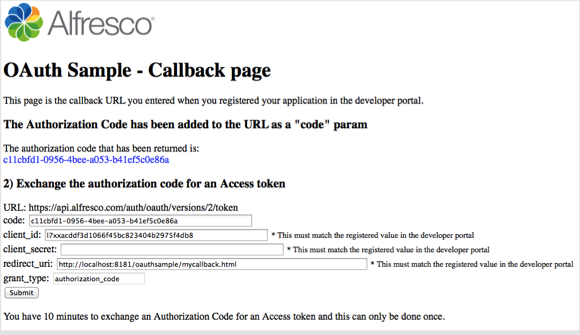 Alfresco
OAuth Sample - Callback page
This page is the callback URL you entered when you registered your application in the developer portal.
The Authorization Code has been added to the URL as a "code" param
The authorization code that has been returned is:
c11cbfd1-0956-4bee-a053-b41ef5c0e86a
2) Exchange the authorization code for an Access token
URL: https://api.alfresco.com/auth/oauth/versions/2/token
code: c11cbfd1-0956-4bee-a053-b41ef5c0e86a
client_id: l7xxacddf3d1066f45bc823404b2975f4db8 * This must match the registered value in the developer portal
client_secret: * This must match the registered value in the developer portal
redirect_uri: http://localhost:8181/oauthsample/mycallback.html * This must match the registered value in the developer portal
grant_type: authorization_code
Submit
You have 10 minutes to exchange an Authorization Code for an Access token and this can only be done once.